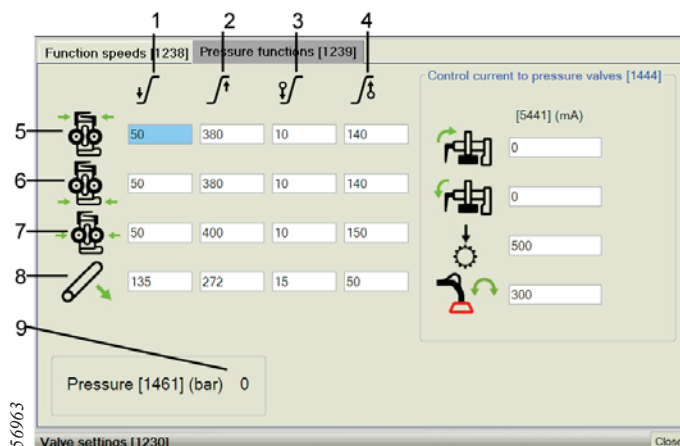 1 2 3 4
Function speeds [1238] Pressure functions [1239]
Control current to pressure valves [1444]
[5441] (mA)
5 50 380 10 140 0
6 50 380 10 140 0
7 50 400 10 150 500
8 135 272 15 50 300
9
Pressure [1461] (bar) 0
56963
Valve settings [1230] Close